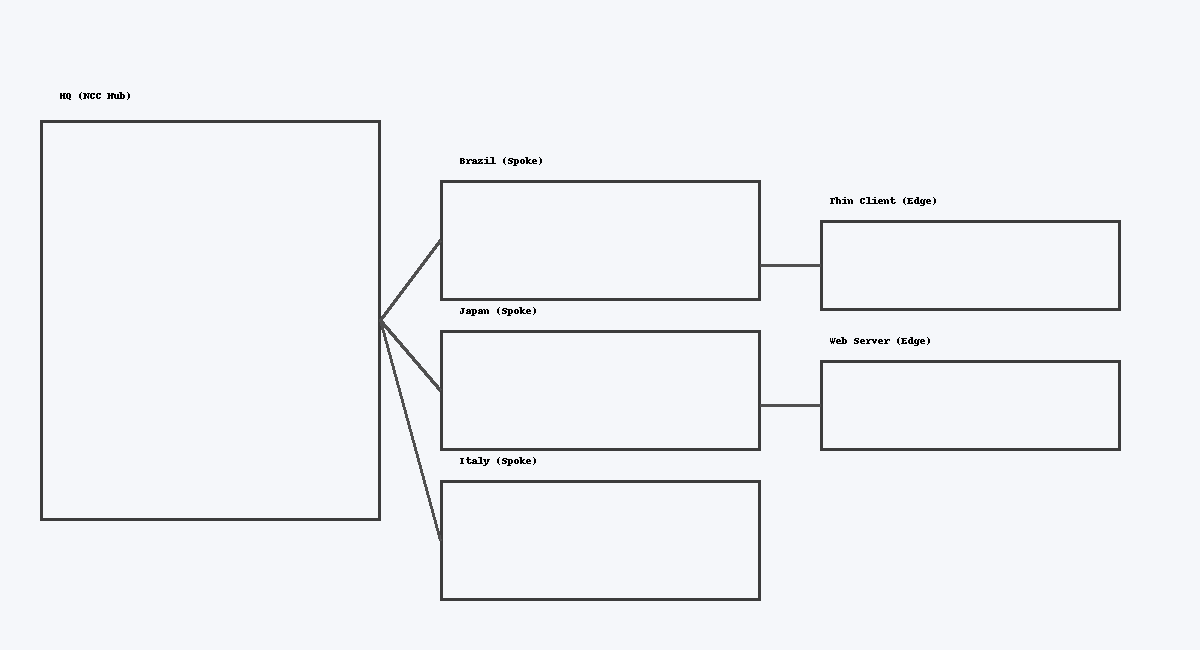 HQ (NCC Hub)
Brazil (Spoke)
Thin Client (Edge)
Japan (Spoke)
Web Server (Edge)
Italy (Spoke)